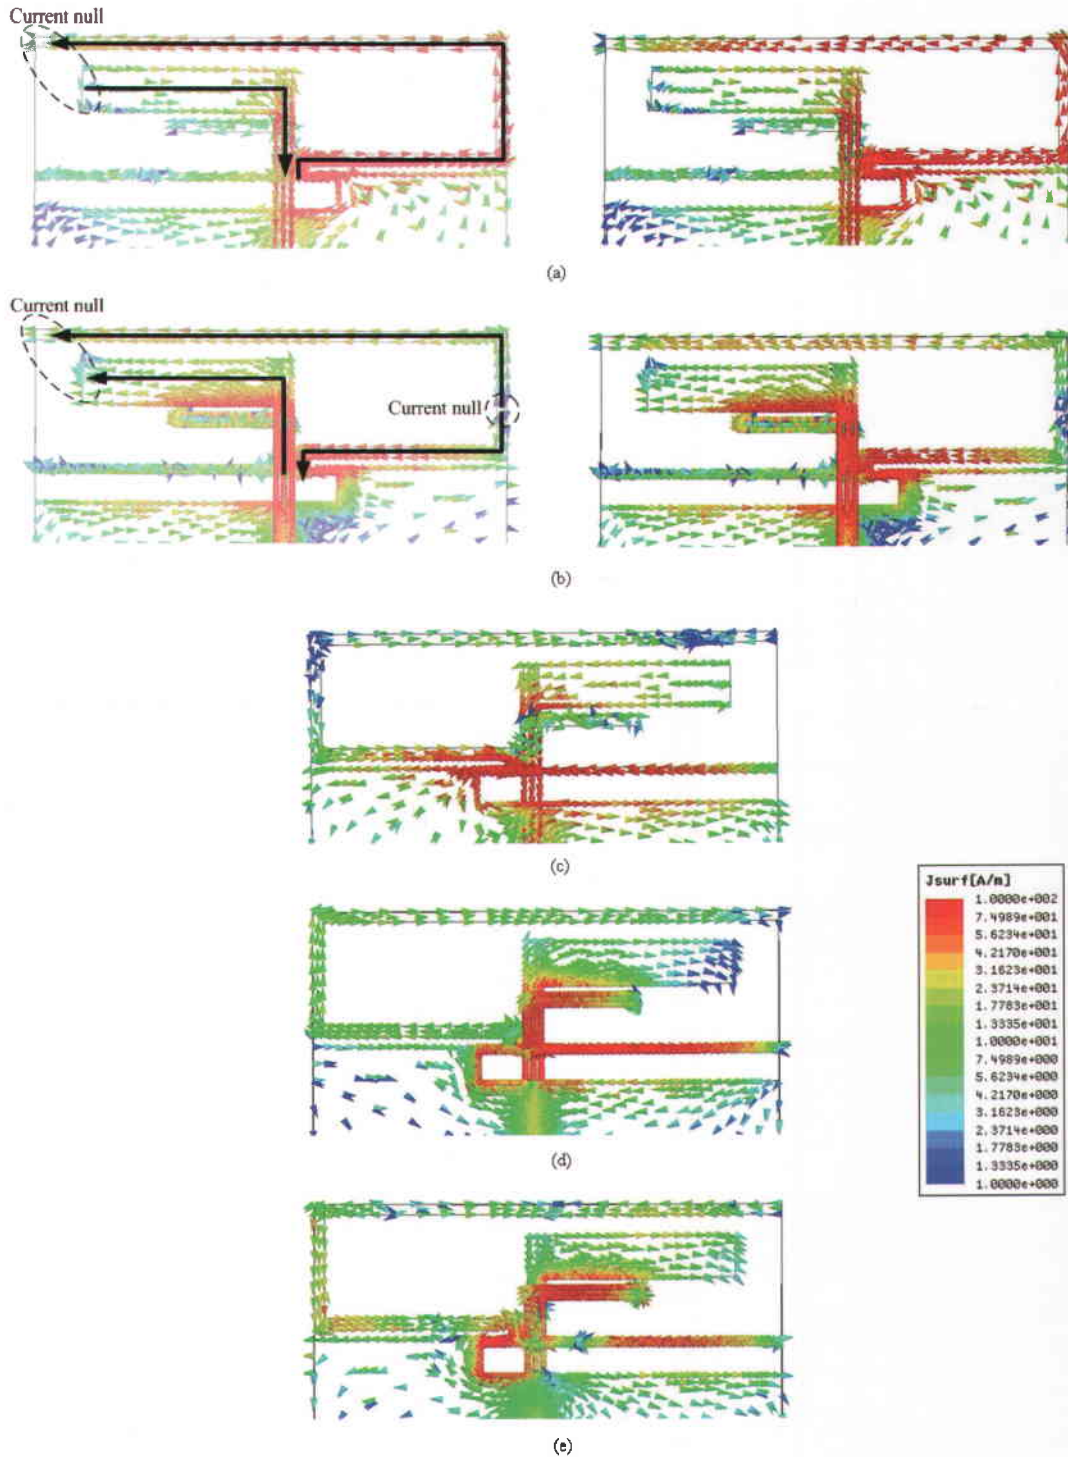 Current null
(a)
Current null
Current null
(b)
(c)
(d)
(e)
Jsurf[A/m]
1.0000e+002
7.4989e+001
5.6234e+001
4.2170e+001
3.1623e+001
2.3714e+001
1.7783e+001
1.3335e+001
1.0000e+001
7.4989e+000
5.6234e+000
4.2170e+000
3.1623e+000
2.3714e+000
1.7783e+000
1.3335e+000
1.0000e+000